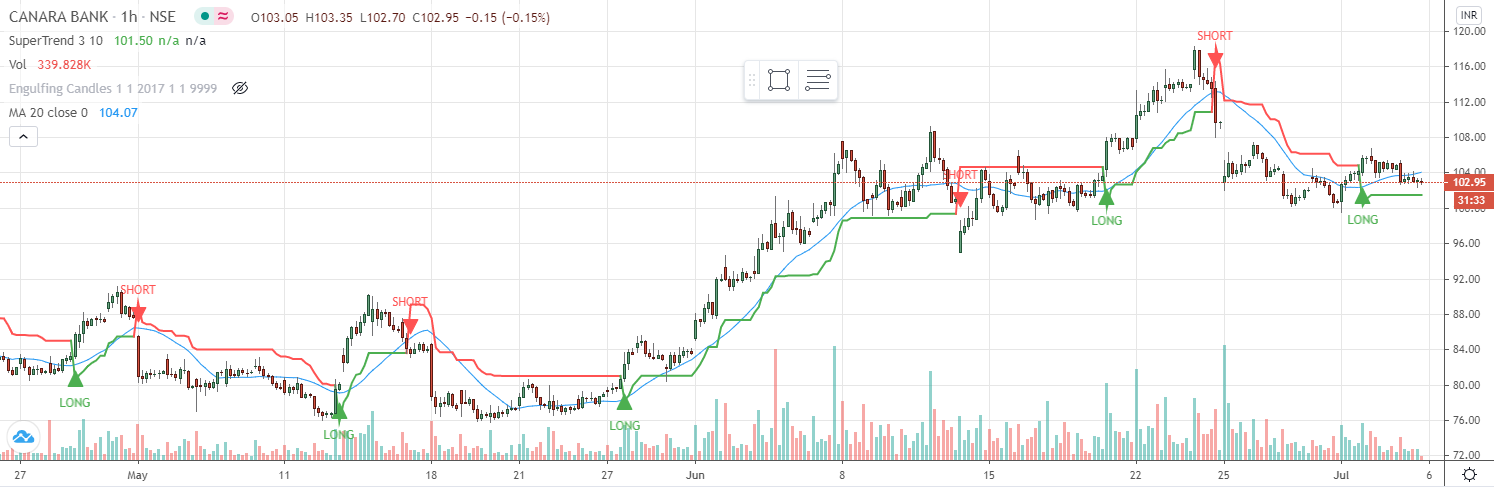 CANARA BANK · 1h · NSE O103.05 H103.35 L102.70 C102.95 −0.15 (−0.15%)
SuperTrend 3 10 101.50 n/a n/a
Vol 339.828K
Engulfing Candles 1 1 2017 1 1 9999
MA 20 close 0 104.07
INR
120.00
116.00
112.00
108.00
104.00
102.95
31:33
100.00
96.00
92.00
88.00
84.00
80.00
76.00
72.00
SHORT
SHORT
SHORT
SHORT
LONG
LONG
LONG
LONG
LONG
27 May 11 18 21 27 Jun 8 15 22 25 Jul 6